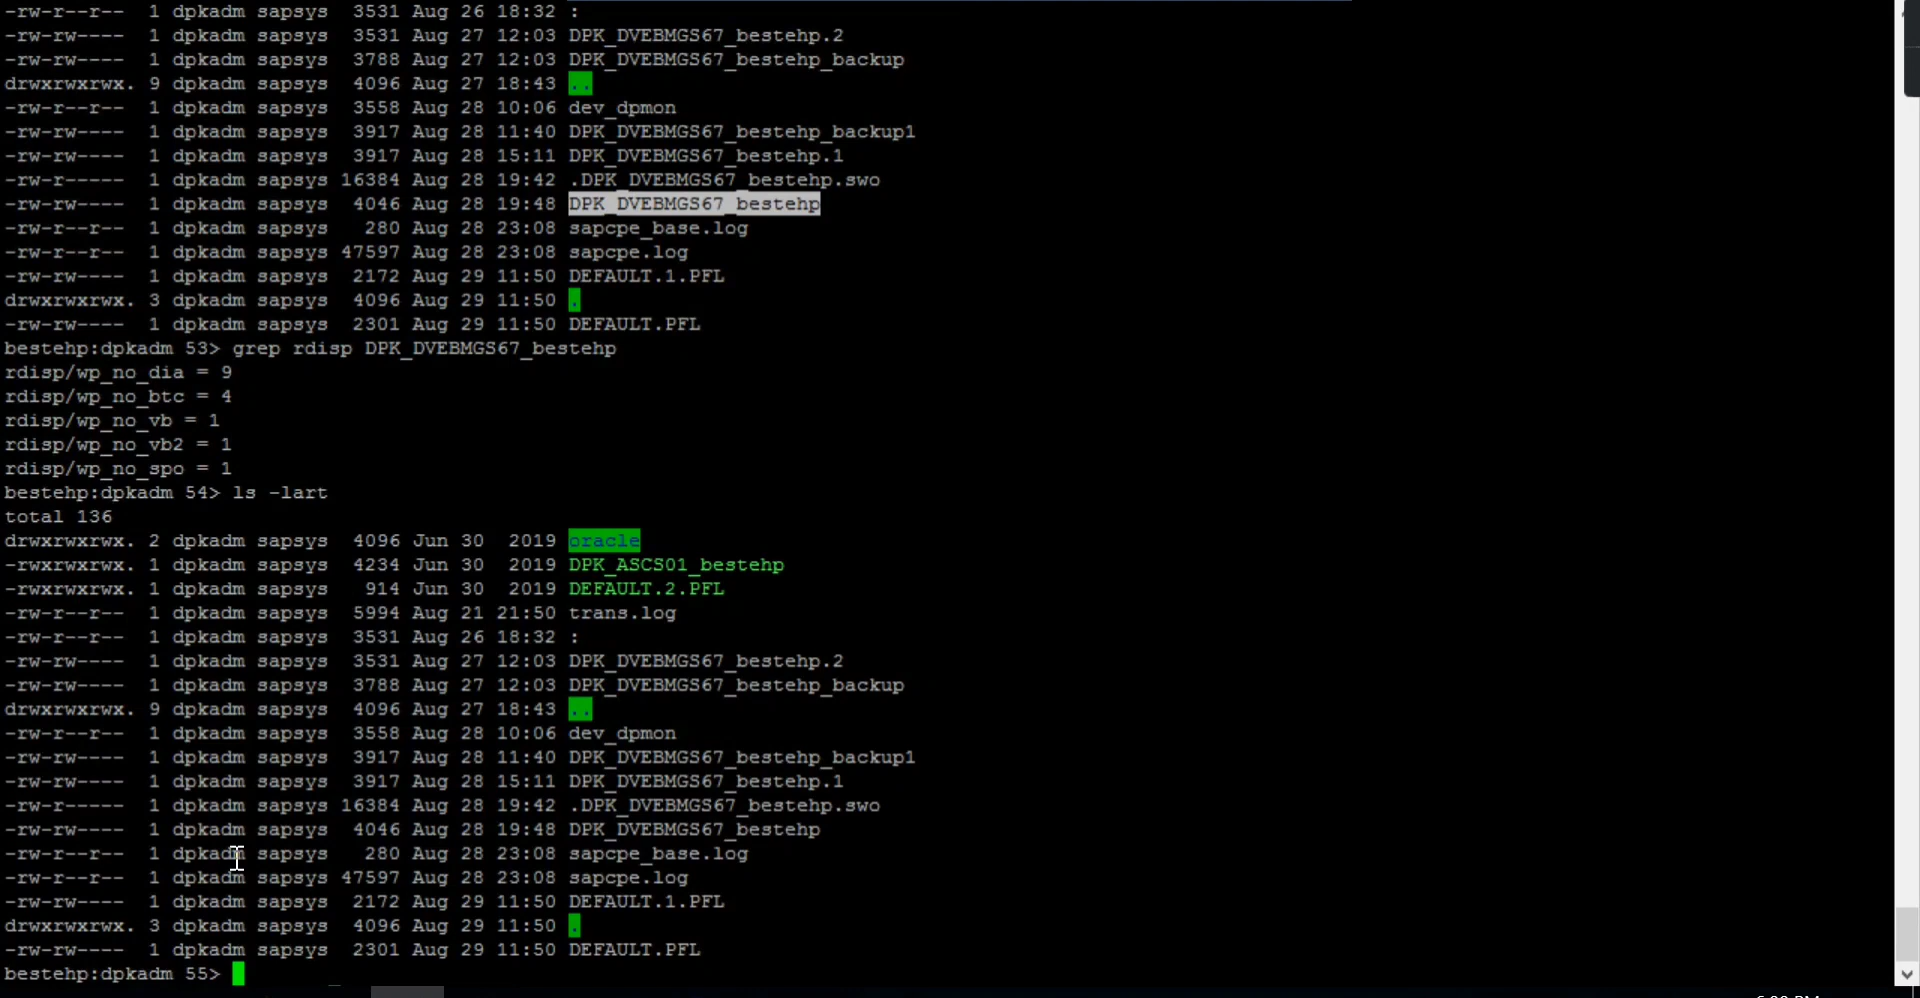 -rw-r--r--  1 dpkadm sapsys  3531 Aug 26 18:32 :
-rw-rw----  1 dpkadm sapsys  3531 Aug 27 12:03 DPK_DVEBMGS67_bestehp.2
-rw-rw----  1 dpkadm sapsys  3788 Aug 27 12:03 DPK_DVEBMGS67_bestehp_backup
drwxrwxrwx. 9 dpkadm sapsys  4096 Aug 27 18:43 ..
-rw-r--r--  1 dpkadm sapsys  3558 Aug 28 10:06 dev_dpmon
-rw-rw----  1 dpkadm sapsys  3917 Aug 28 11:40 DPK_DVEBMGS67_bestehp_backup1
-rw-rw----  1 dpkadm sapsys  3917 Aug 28 15:11 DPK_DVEBMGS67_bestehp.1
-rw-r-----  1 dpkadm sapsys 16384 Aug 28 19:42 .DPK_DVEBMGS67_bestehp.swo
-rw-rw----  1 dpkadm sapsys  4046 Aug 28 19:48 DPK_DVEBMGS67_bestehp
-rw-r--r--  1 dpkadm sapsys   280 Aug 28 23:08 sapcpe_base.log
-rw-r--r--  1 dpkadm sapsys 47597 Aug 28 23:08 sapcpe.log
-rw-rw----  1 dpkadm sapsys  2172 Aug 29 11:50 DEFAULT.1.PFL
drwxrwxrwx. 3 dpkadm sapsys  4096 Aug 29 11:50 .
-rw-rw----  1 dpkadm sapsys  2301 Aug 29 11:50 DEFAULT.PFL
bestehp:dpkadm 53> grep rdisp DPK_DVEBMGS67_bestehp
rdisp/wp_no_dia = 9
rdisp/wp_no_btc = 4
rdisp/wp_no_vb = 1
rdisp/wp_no_vb2 = 1
rdisp/wp_no_spo = 1
bestehp:dpkadm 54> ls -lart
total 136
drwxrwxrwx. 2 dpkadm sapsys  4096 Jun 30  2019 oracle
-rwxrwxrwx. 1 dpkadm sapsys  4234 Jun 30  2019 DPK_ASCS01_bestehp
-rwxrwxrwx. 1 dpkadm sapsys   914 Jun 30  2019 DEFAULT.2.PFL
-rw-r--r--  1 dpkadm sapsys  5994 Aug 21 21:50 trans.log
-rw-r--r--  1 dpkadm sapsys  3531 Aug 26 18:32 :
-rw-rw----  1 dpkadm sapsys  3531 Aug 27 12:03 DPK_DVEBMGS67_bestehp.2
-rw-rw----  1 dpkadm sapsys  3788 Aug 27 12:03 DPK_DVEBMGS67_bestehp_backup
drwxrwxrwx. 9 dpkadm sapsys  4096 Aug 27 18:43 ..
-rw-r--r--  1 dpkadm sapsys  3558 Aug 28 10:06 dev_dpmon
-rw-rw----  1 dpkadm sapsys  3917 Aug 28 11:40 DPK_DVEBMGS67_bestehp_backup1
-rw-rw----  1 dpkadm sapsys  3917 Aug 28 15:11 DPK_DVEBMGS67_bestehp.1
-rw-r-----  1 dpkadm sapsys 16384 Aug 28 19:42 .DPK_DVEBMGS67_bestehp.swo
-rw-rw----  1 dpkadm sapsys  4046 Aug 28 19:48 DPK_DVEBMGS67_bestehp
-rw-r--r--  1 dpkadm sapsys   280 Aug 28 23:08 sapcpe_base.log
-rw-r--r--  1 dpkadm sapsys 47597 Aug 28 23:08 sapcpe.log
-rw-rw----  1 dpkadm sapsys  2172 Aug 29 11:50 DEFAULT.1.PFL
drwxrwxrwx. 3 dpkadm sapsys  4096 Aug 29 11:50 .
-rw-rw----  1 dpkadm sapsys  2301 Aug 29 11:50 DEFAULT.PFL
bestehp:dpkadm 55>